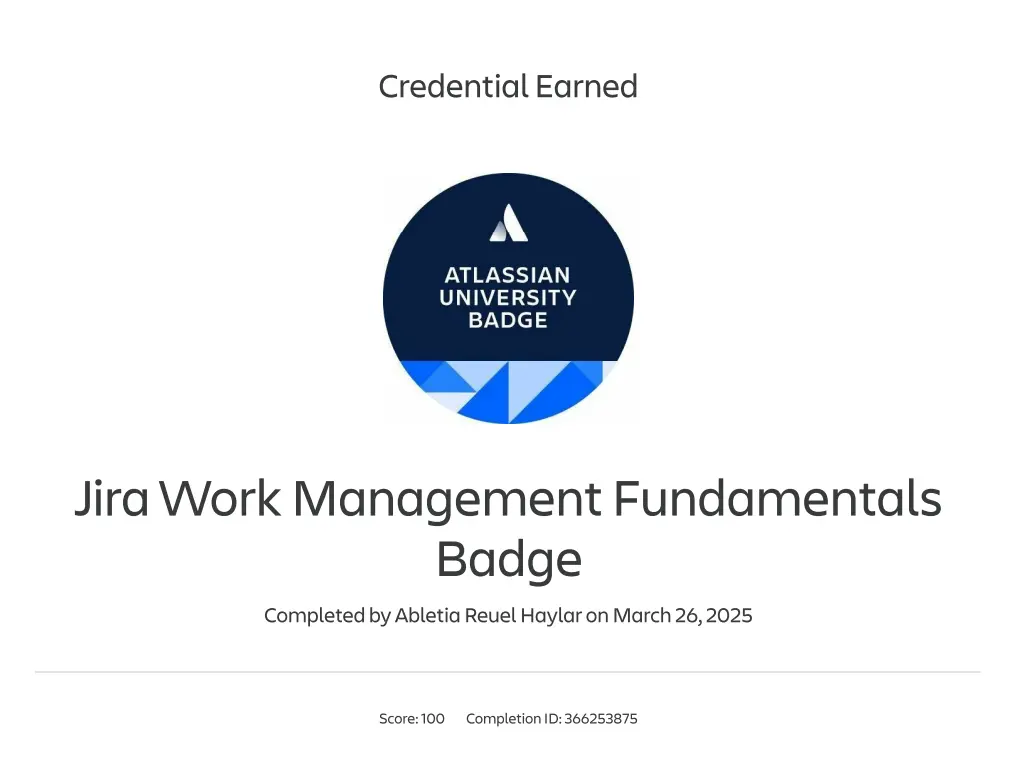 Credential Earned
ATLASSIAN
UNIVERSITY
BADGE
Jira Work Management Fundamentals
Badge
Completed by Abletia Reuel Haylar on March 26, 2025
Score: 100 Completion ID: 366253875